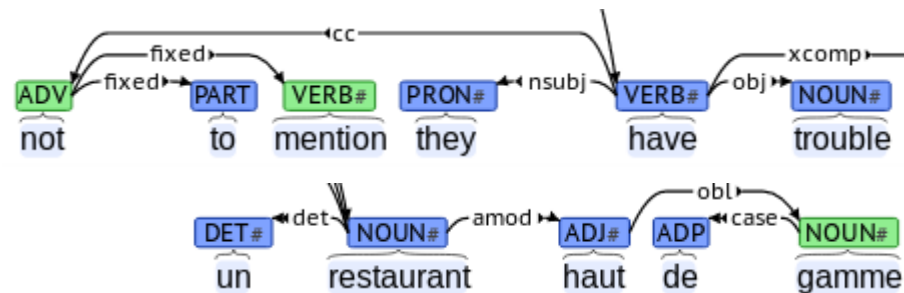 cc
fixed
fixed nsubj obj xcomp
ADV PART VERB# PRON# VERB# NOUN#
not to mention they have trouble
obl
det amod case
DET# NOUN# ADJ# ADP NOUN#
un restaurant haut de gamme